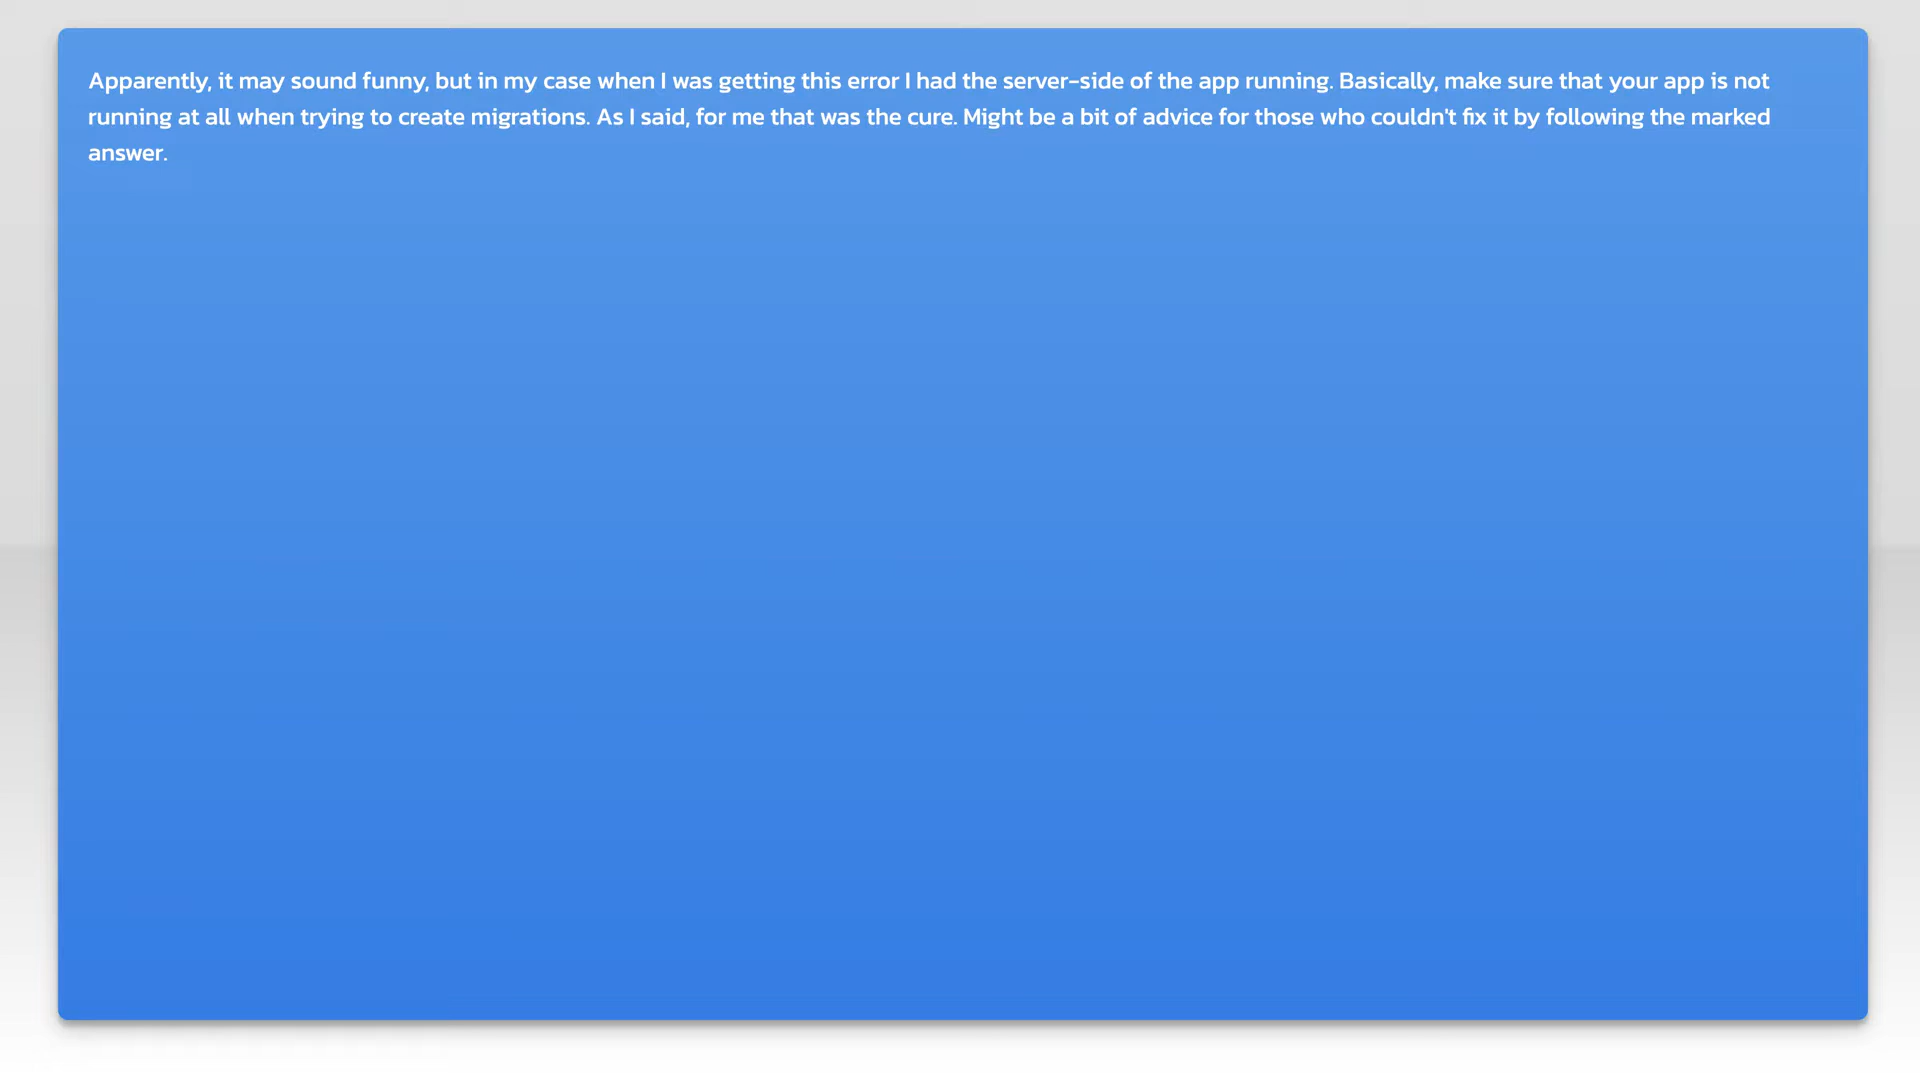 Apparently, it may sound funny, but in my case when I was getting this error I had the server-side of the app running. Basically, make sure that your app is not
running at all when trying to create migrations. As I said, for me that was the cure. Might be a bit of advice for those who couldn't fix it by following the marked
answer.